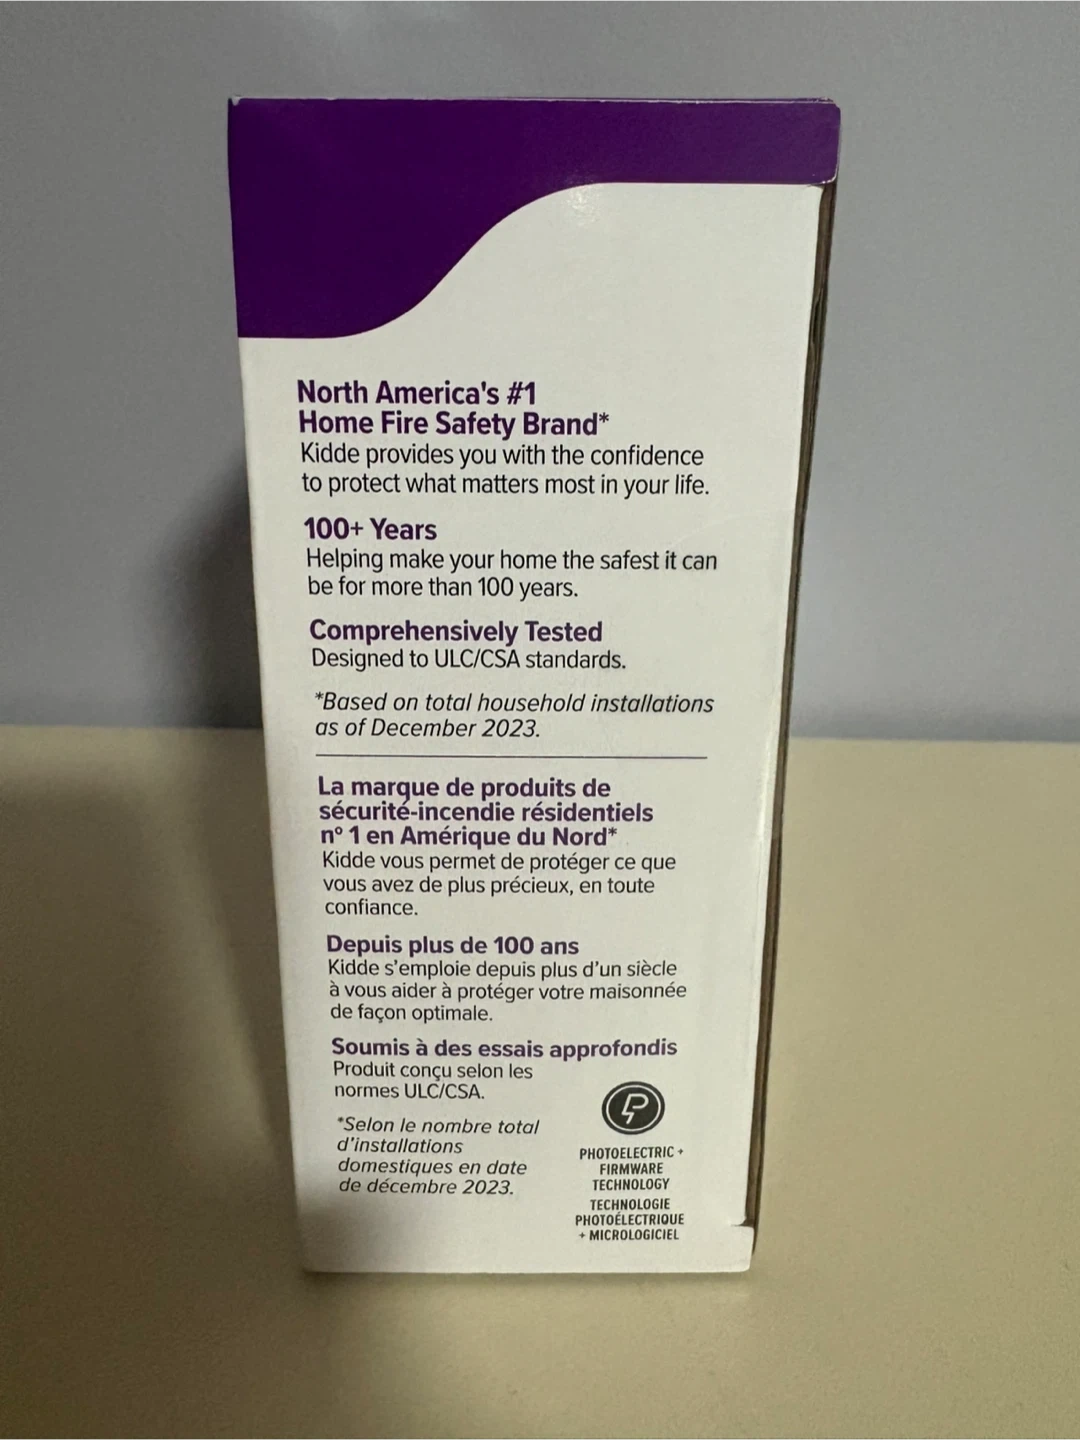 North America's #1
Home Fire Safety Brand*
Kidde provides you with the confidence
to protect what matters most in your life.
100+ Years
Helping make your home the safest it can
be for more than 100 years.
Comprehensively Tested
Designed to ULC/CSA standards.
*Based on total household installations
as of December 2023.
La marque de produits de
sécurité-incendie résidentiels
nº 1 en Amérique du Nord*
Kidde vous permet de protéger ce que
vous avez de plus précieux, en toute
confiance.
Depuis plus de 100 ans
Kidde s'emploie depuis plus d'un siècle
à vous aider à protéger votre maisonnée
de façon optimale.
Soumis à des essais approfondis
Produit conçu selon les
normes ULC/CSA.
*Selon le nombre total
d'installations
domestiques en date
de décembre 2023.
P
PHOTOELECTRIC +
FIRMWARE
TECHNOLOGY
TECHNOLOGIE
PHOTOÉLECTRIQUE
+ MICROLOGICIEL